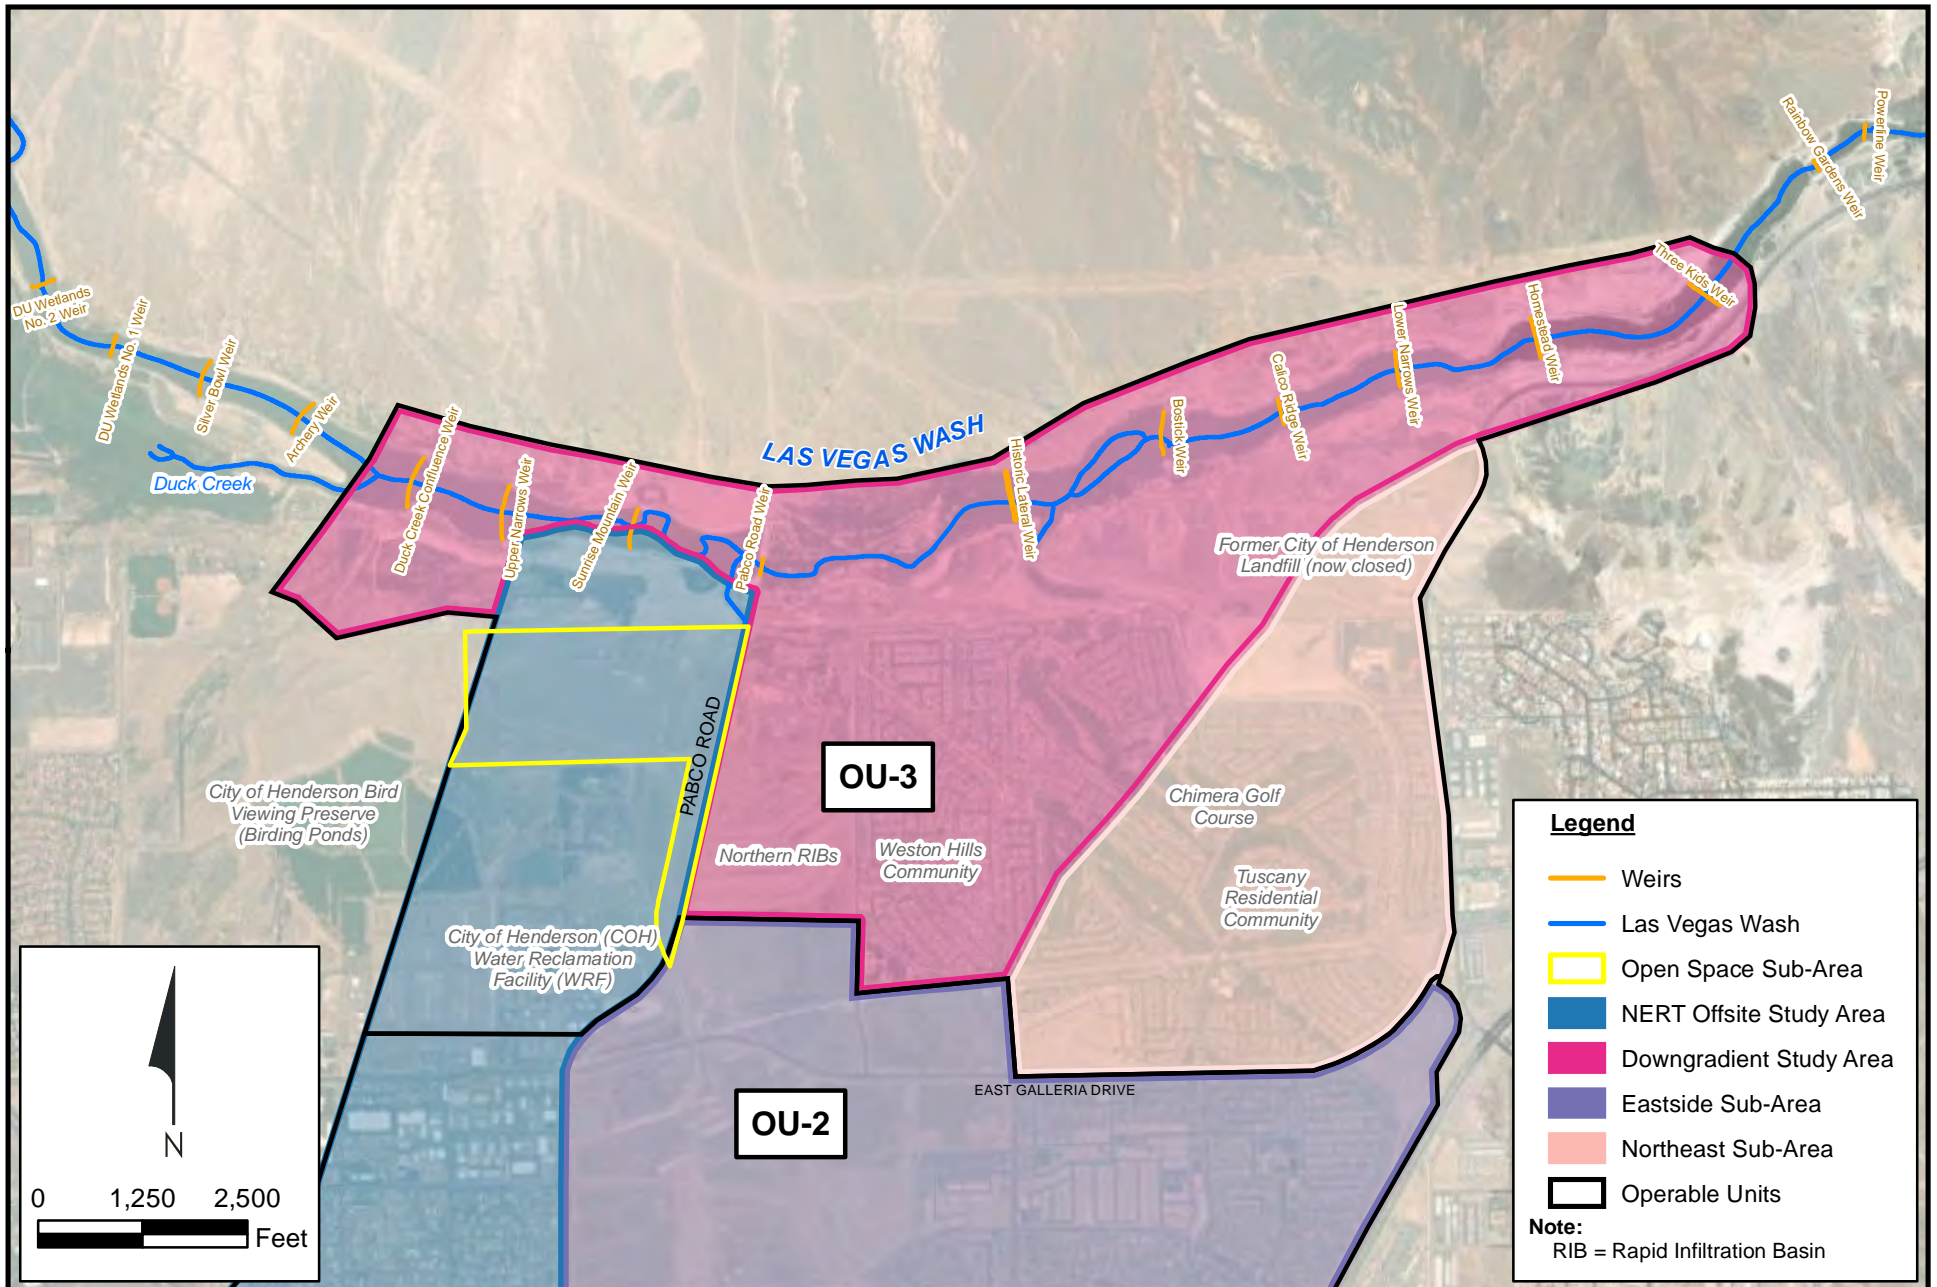 Powerline Weir
Rainbow Gardens Weir
Three Kids Weir
Homestead Weir
Lower Narrows Weir
Calico Ridge Weir
Bostick Weir
Historic Lateral Weir
LAS VEGAS WASH
Pabco Road Weir
Sunrise Mountain Weir
Upper Narrows Weir
Duck Creek Confluence Weir
Archery Weir
Silver Bowl Weir
DU Wetlands No. 1 Weir
DU Wetlands
No. 2 Weir
Duck Creek
Former City of Henderson
Landfill (now closed)
PABCO ROAD
OU-3
City of Henderson Bird
Viewing Preserve
(Birding Ponds)
Northern RIBs
Weston Hills
Community
Chimera Golf
Course
Tuscany
Residential
Community
City of Henderson (COH)
Water Reclamation
Facility (WRF)
EAST GALLERIA DRIVE
OU-2
N
0 1,250 2,500
Feet
Legend
Weirs
Las Vegas Wash
Open Space Sub-Area
NERT Offsite Study Area
Downgradient Study Area
Eastside Sub-Area
Northeast Sub-Area
Operable Units
Note:
RIB = Rapid Infiltration Basin